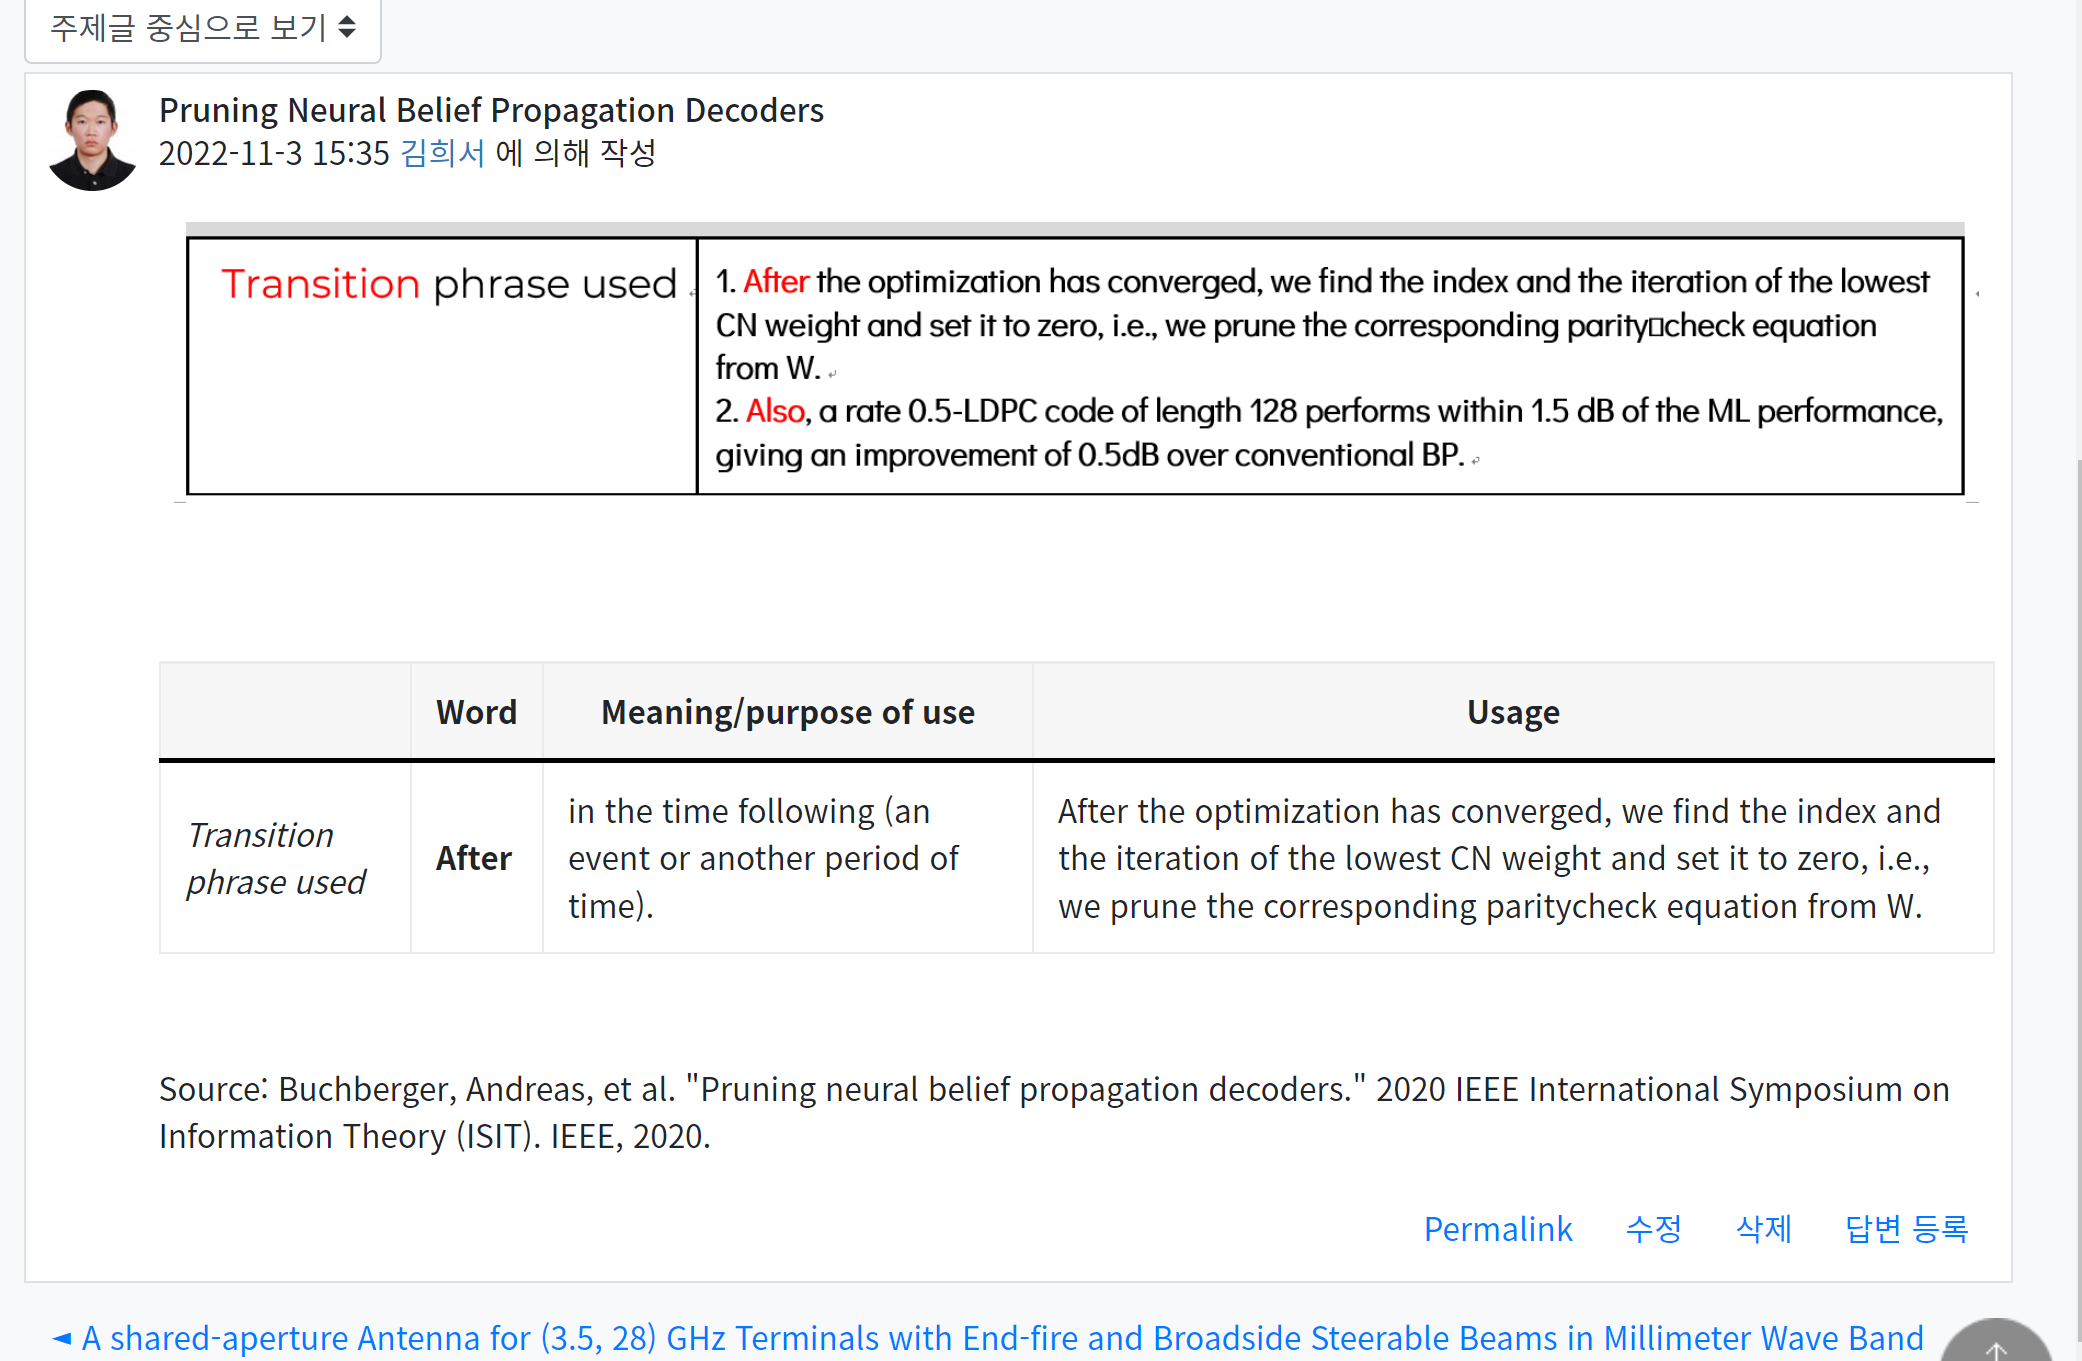 주제글 중심으로 보기
Pruning Neural Belief Propagation Decoders
2022-11-3 15:35 김희서 에 의해 작성
Transition phrase used
1. After the optimization has converged, we find the index and the iteration of the lowest
CN weight and set it to zero, i.e., we prune the corresponding parity□check equation
from W.
2. Also, a rate 0.5-LDPC code of length 128 performs within 1.5 dB of the ML performance,
giving an improvement of 0.5dB over conventional BP.
Word Meaning/purpose of use Usage
Transition
phrase used
After
in the time following (an
event or another period of
time).
After the optimization has converged, we find the index and
the iteration of the lowest CN weight and set it to zero, i.e.,
we prune the corresponding paritycheck equation from W.
Source: Buchberger, Andreas, et al. "Pruning neural belief propagation decoders." 2020 IEEE International Symposium on
Information Theory (ISIT). IEEE, 2020.
Permalink 수정 삭제 답변 등록
◄ A shared-aperture Antenna for (3.5, 28) GHz Terminals with End-fire and Broadside Steerable Beams in Millimeter Wave Band